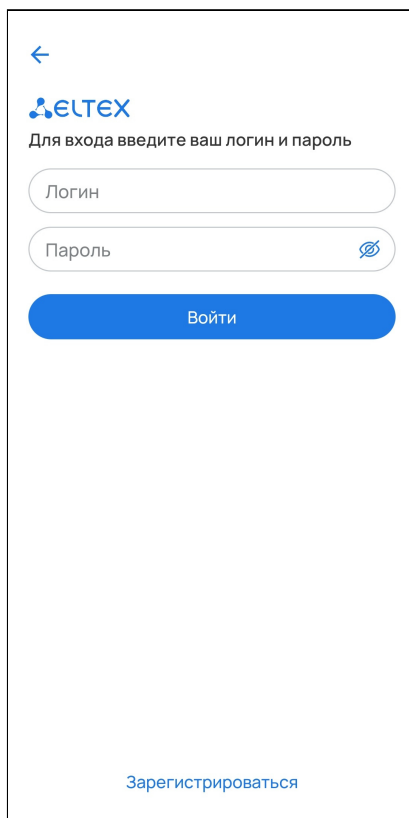 ELTEX
Для входа введите ваш логин и пароль
Логин
Пароль
Войти
Зарегистрироваться